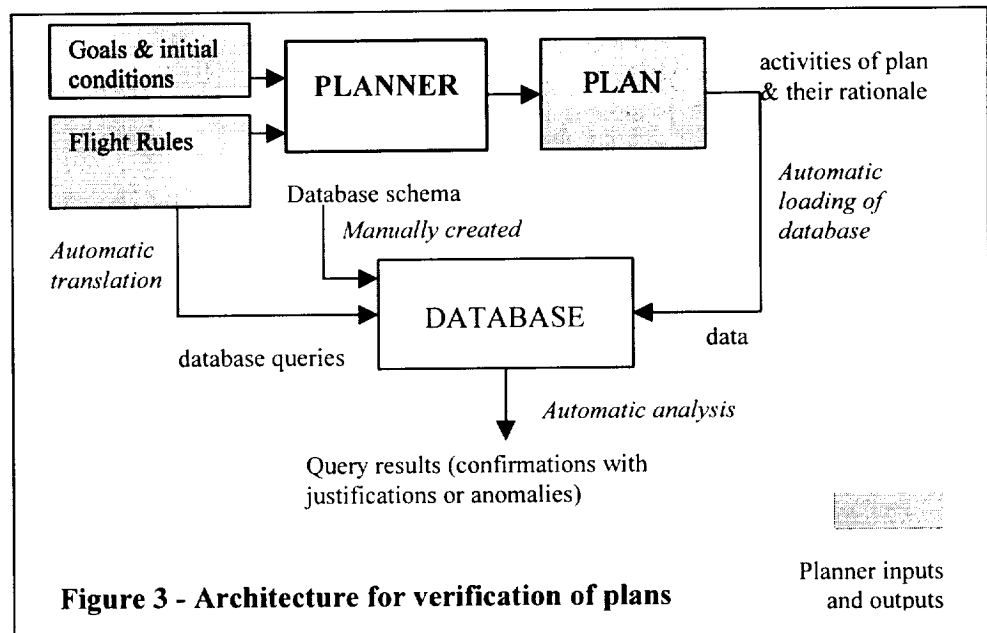 Goals & initial
conditions
PLANNER
PLAN
activities of plan
& their rationale
Flight Rules
Database schema
Manually created
Automatic
loading of
database
Automatic
translation
DATABASE
database queries
data
Automatic analysis
Query results (confirmations with
justifications or anomalies)
Planner inputs
and outputs
Figure 3 - Architecture for verification of plans